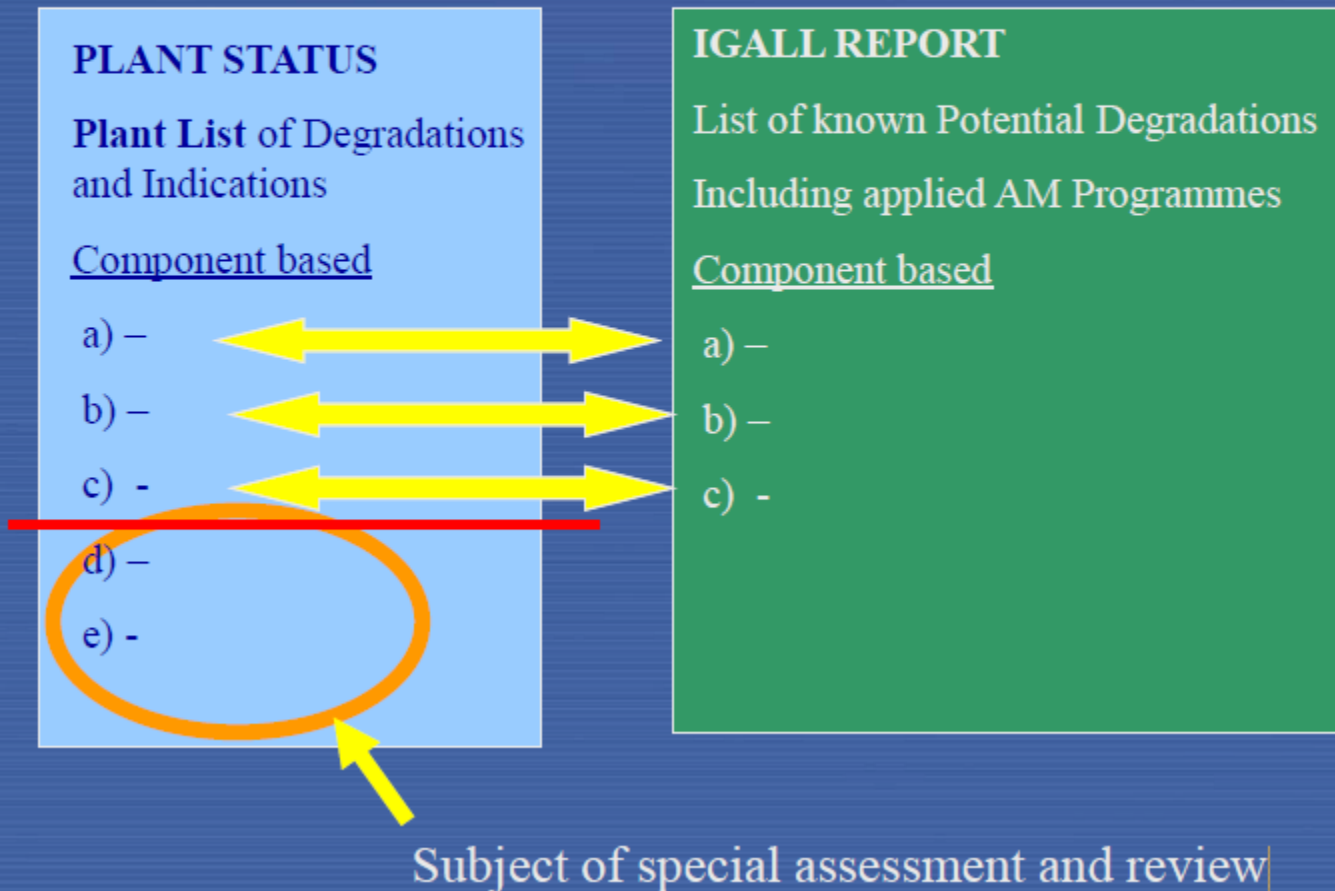 PLANT STATUS
Plant List of Degradations
and Indications
Component based
a) –
b) –
c) -
d) –
e) -
IGALL REPORT
List of known Potential Degradations
Including applied AM Programmes
Component based
a) –
b) –
c) -
Subject of special assessment and review